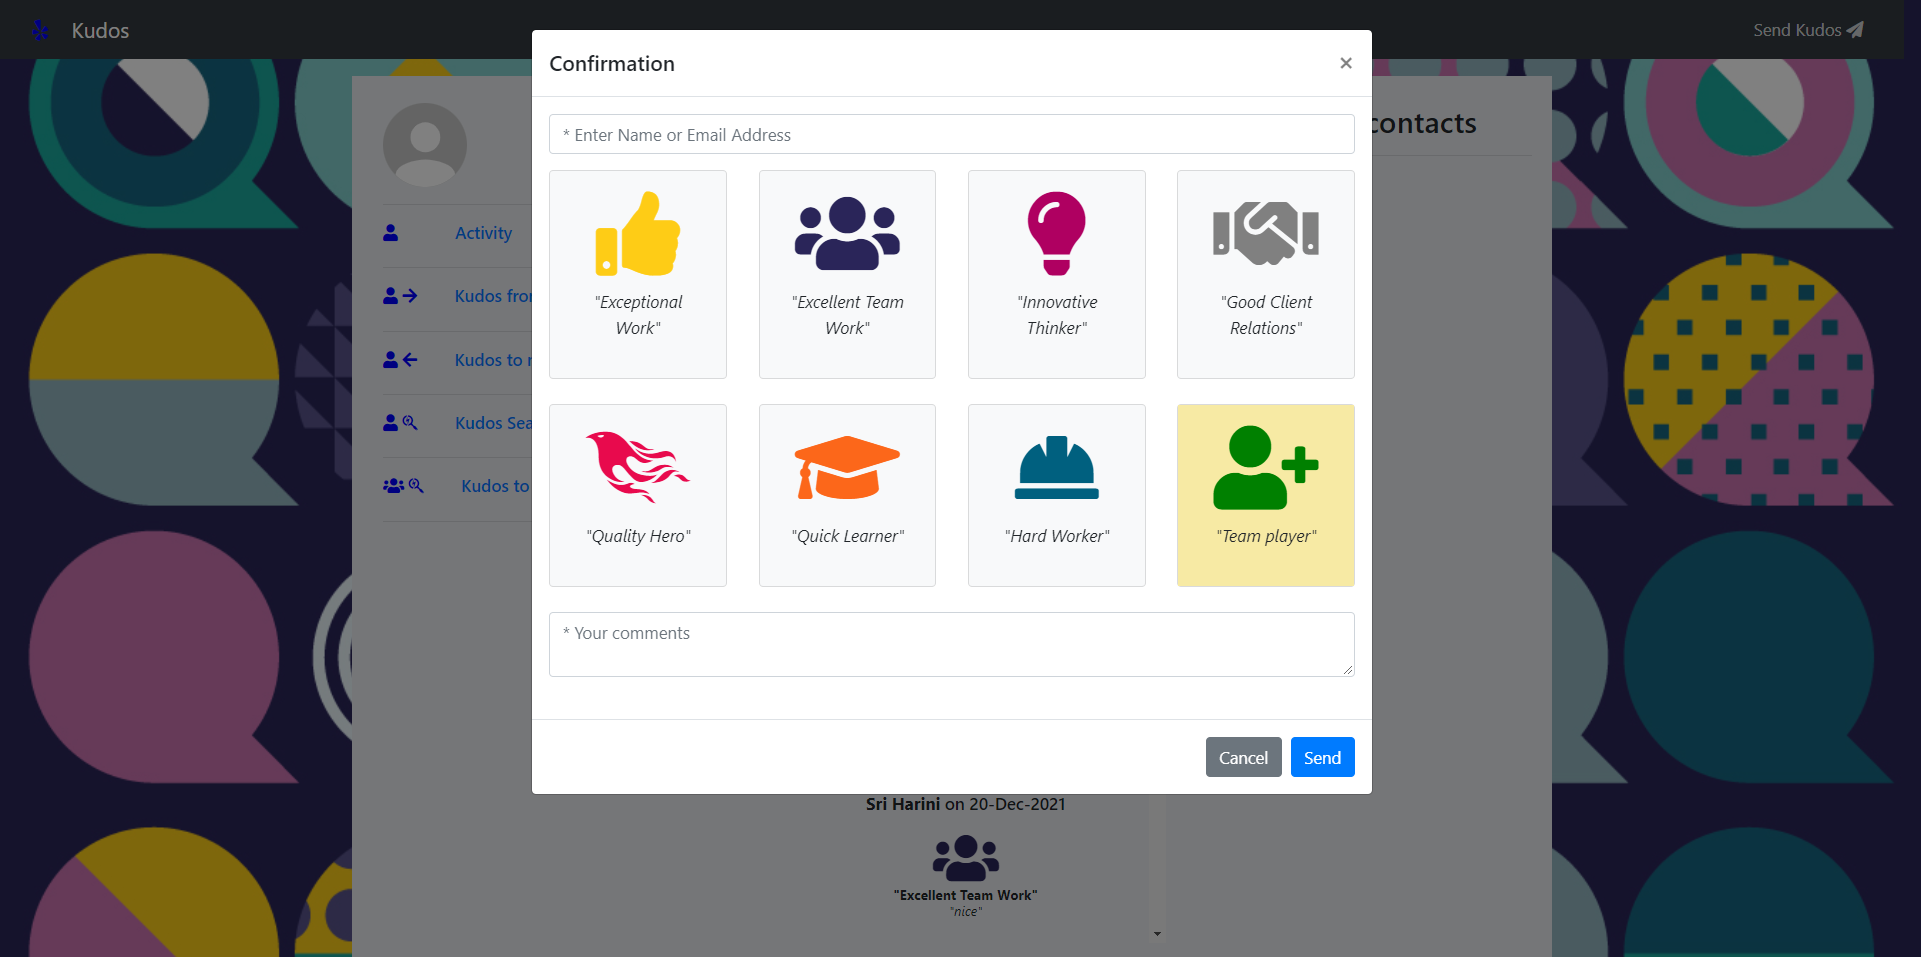 Kudos
Send Kudos
Confirmation
×
contacts
* Enter Name or Email Address
Activity
Kudos
Kudos to
Kudos
Kudos to
"Exceptional
Work"
"Excellent Team
Work"
"Innovative
Thinker"
"Good Client
Relations"
"Quality Hero"
"Quick Learner"
"Hard Worker"
"Team player"
* Your comments
Cancel
Send
Sri Harini on 20-Dec-2021
"Excellent Team Work"
"nice"